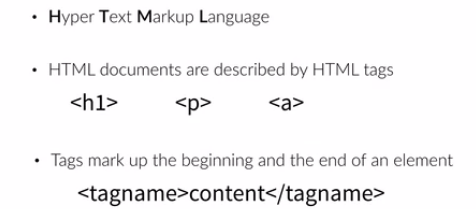 • Hyper Text Markup Language
• HTML documents are described by HTML tags
<h1> <p> <a>
• Tags mark up the beginning and the end of an element
<tagname>content</tagname>